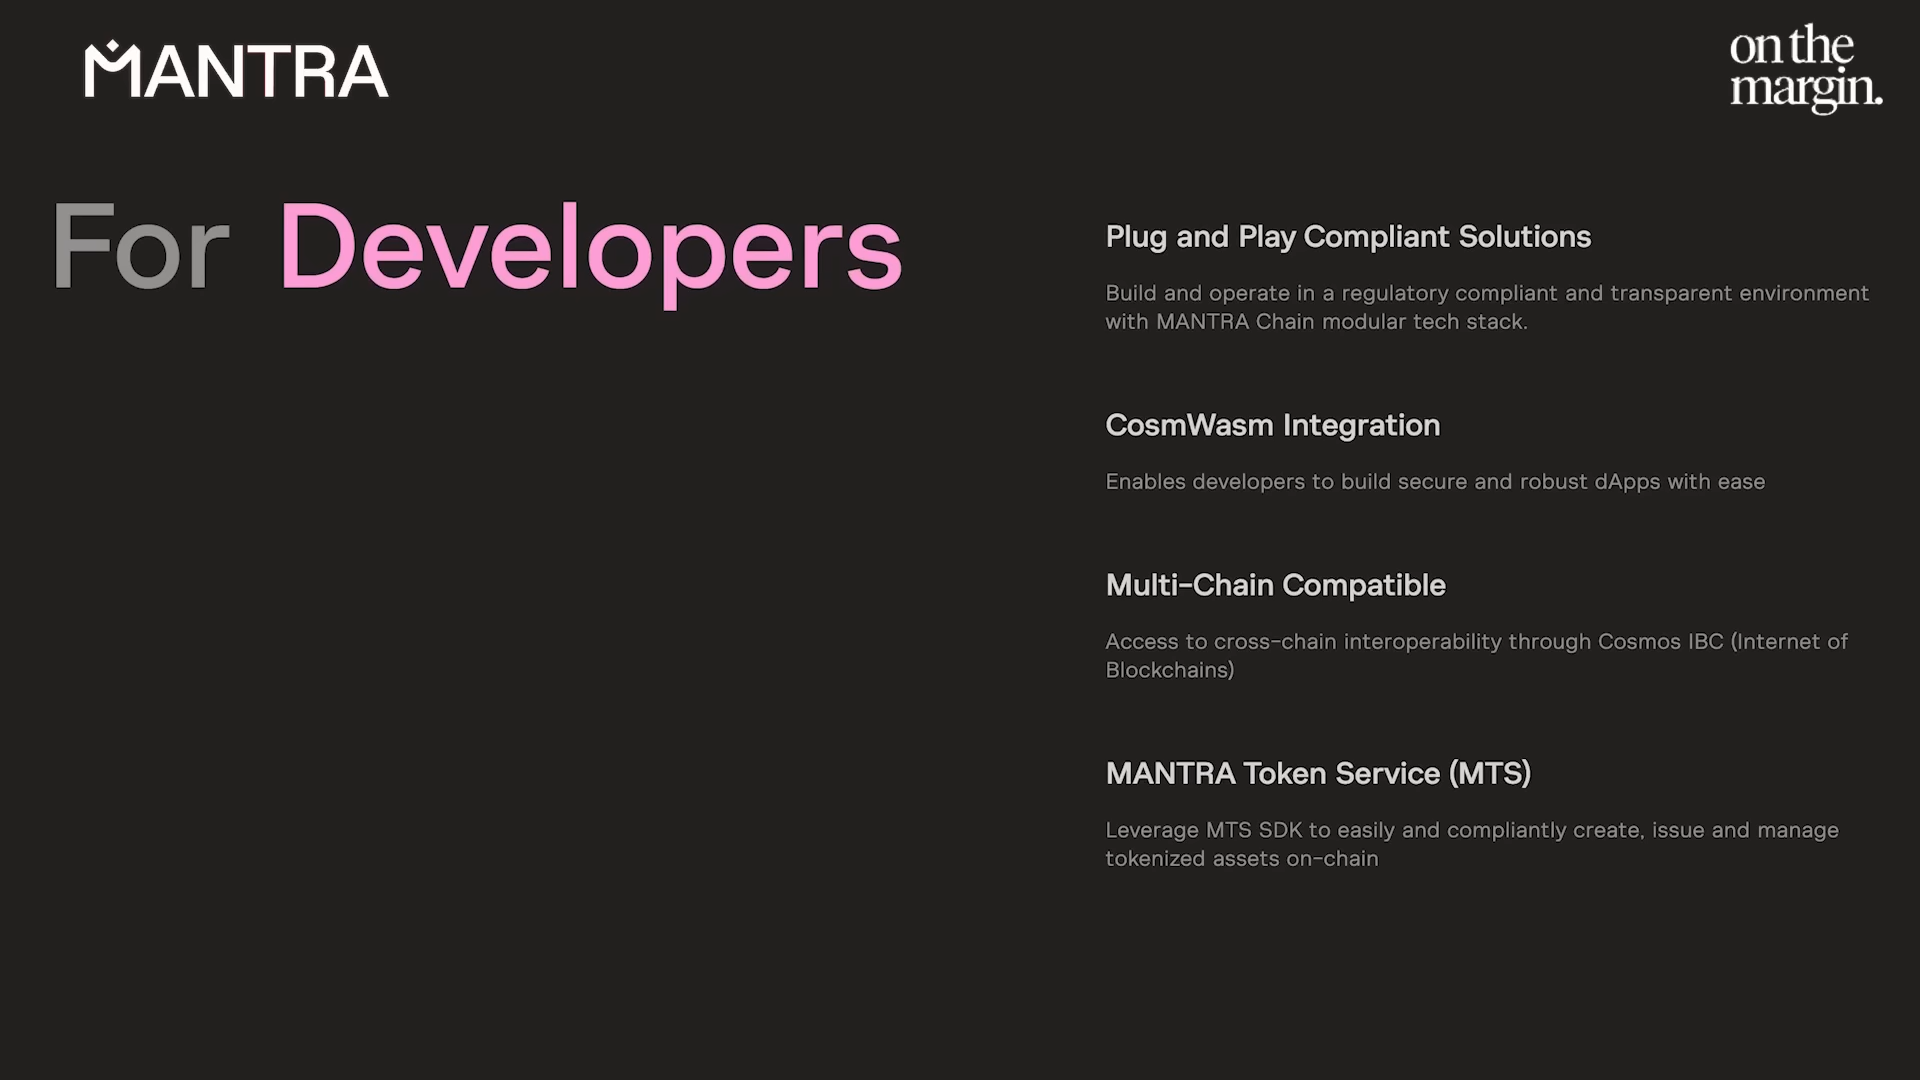 MANTRA
on the
margin.
For Developers
Plug and Play Compliant Solutions
Build and operate in a regulatory compliant and transparent environment
with MANTRA Chain modular tech stack.
CosmWasm Integration
Enables developers to build secure and robust dApps with ease
Multi-Chain Compatible
Access to cross-chain interoperability through Cosmos IBC (Internet of
Blockchains)
MANTRA Token Service (MTS)
Leverage MTS SDK to easily and compliantly create, issue and manage
tokenized assets on-chain